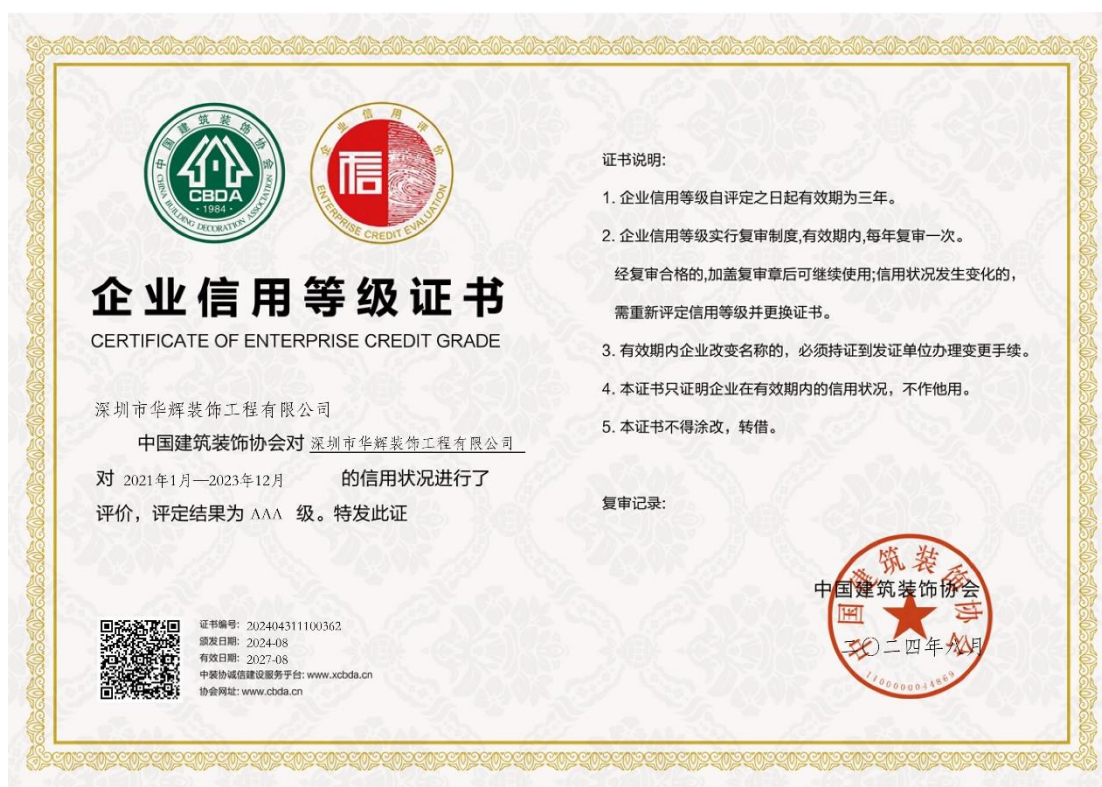 中国建筑装饰协会
CBDA
·1984·
CHINA BUILDING DECORATION ASSOCIATION
企业信用评价
信
ENTERPRISE CREDIT EVALUATION
企业信用等级证书
CERTIFICATE OF ENTERPRISE CREDIT GRADE
深圳市华辉装饰工程有限公司
中国建筑装饰协会对 深圳市华辉装饰工程有限公司
对 2021年1月—2023年12月 的信用状况进行了
评价，评定结果为 AAA 级。特发此证
证书编号: 202404311100362
颁发日期: 2024-08
有效日期: 2027-08
中装协诚信建设服务平台: www.xcbda.cn
协会网址: www.cbda.cn
证书说明:
1. 企业信用等级自评定之日起有效期为三年。
2. 企业信用等级实行复审制度,有效期内,每年复审一次。
经复审合格的,加盖复审章后可继续使用;信用状况发生变化的，
需重新评定信用等级并更换证书。
3. 有效期内企业改变名称的，必须持证到发证单位办理变更手续。
4. 本证书只证明企业在有效期内的信用状况，不作他用。
5. 本证书不得涂改，转借。
复审记录:
中国建筑装饰协会
二〇二四年八月
中国建筑装饰协会
1100000044869